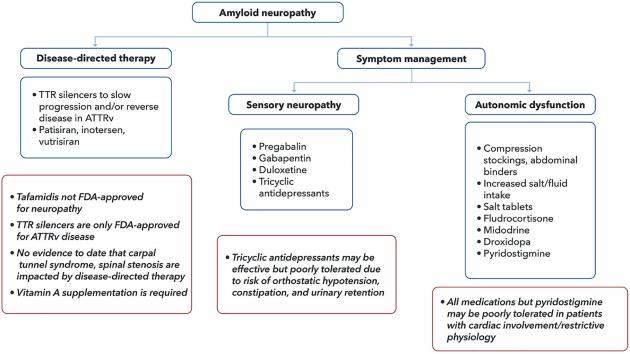 Amyloid neuropathy
Disease-directed therapy
Symptom management
• TTR silencers to slow
progression and/or reverse
disease in ATTRv
• Patisiran, inotersen,
vutrisiran
Sensory neuropathy
Autonomic dysfunction
• Pregabalin
• Gabapentin
• Duloxetine
• Tricyclic
antidepressants
• Compression
stockings, abdominal
binders
• Increased salt/fluid
intake
• Salt tablets
• Fludrocortisone
• Midodrine
• Droxidopa
• Pyridostigmine
• Tafamidis not FDA-approved
for neuropathy
• TTR silencers are only FDA-approved
for ATTRv disease
• No evidence to date that carpal
tunnel syndrome, spinal stenosis are
impacted by disease-directed therapy
• Vitamin A supplementation is required
• Tricyclic antidepressants may be
effective but poorly tolerated due
to risk of orthostatic hypotension,
constipation, and urinary retention
• All medications but pyridostigmine
may be poorly tolerated in patients
with cardiac involvement/restrictive
physiology